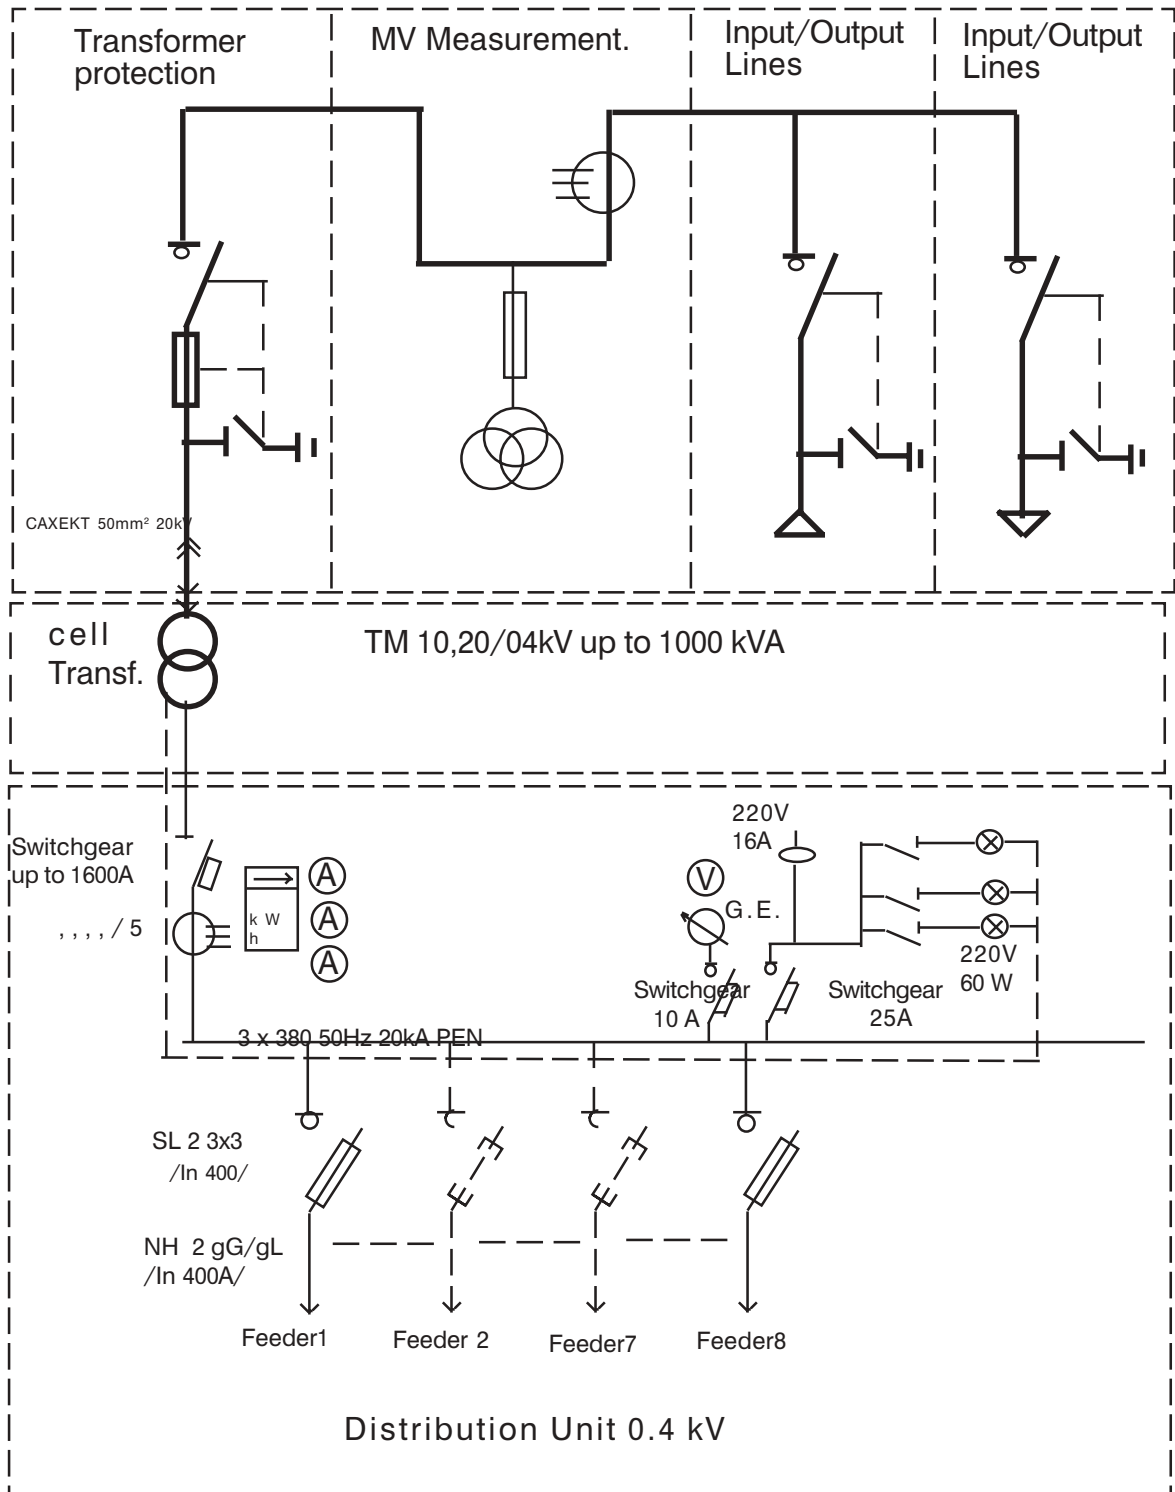 Transformer
protection
MV Measurement.
Input/Output
Lines
Input/Output
Lines
CAXEKT 50mm² 20kV
cell
Transf.
TM 10,20/04kV up to 1000 kVA
Switchgear
up to 1600A
, , , , / 5
k W
h
A
A
A
V
G.E.
220V
16A
220V
60 W
Switchgear
10 A
Switchgear
25A
3 x 380 50Hz 20kA PEN
SL 2 3x3
/In 400/
NH 2 gG/gL
/In 400A/
Feeder1
Feeder 2
Feeder7
Feeder8
Distribution Unit 0.4 kV